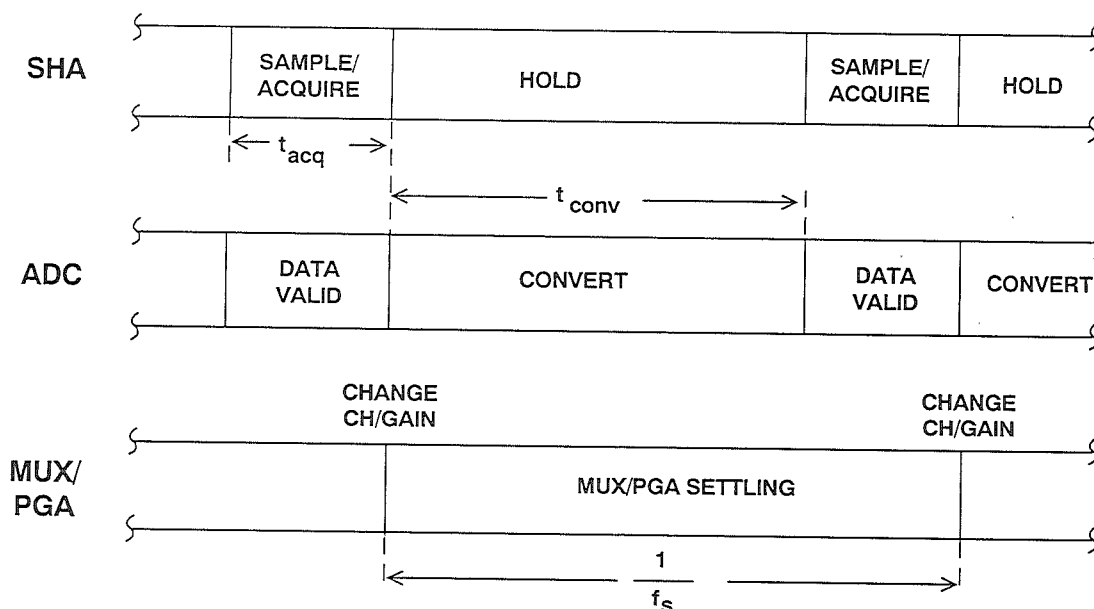 SHA
SAMPLE/
ACQUIRE
HOLD
SAMPLE/
ACQUIRE
HOLD
t acq
t conv
ADC
DATA
VALID
CONVERT
DATA
VALID
CONVERT
CHANGE
CH/GAIN
CHANGE
CH/GAIN
MUX/
PGA
MUX/PGA SETTLING
1
fs